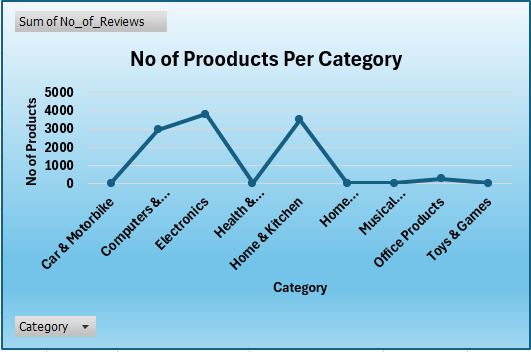 Sum of No_of_Reviews
No of Prooducts Per Category
No of Products
5000
4000
3000
2000
1000
0
Car & Motorbike
Computers &...
Electronics
Health &...
Home & Kitchen
Home...
Musical...
Office Products
Toys & Games
Category
Category